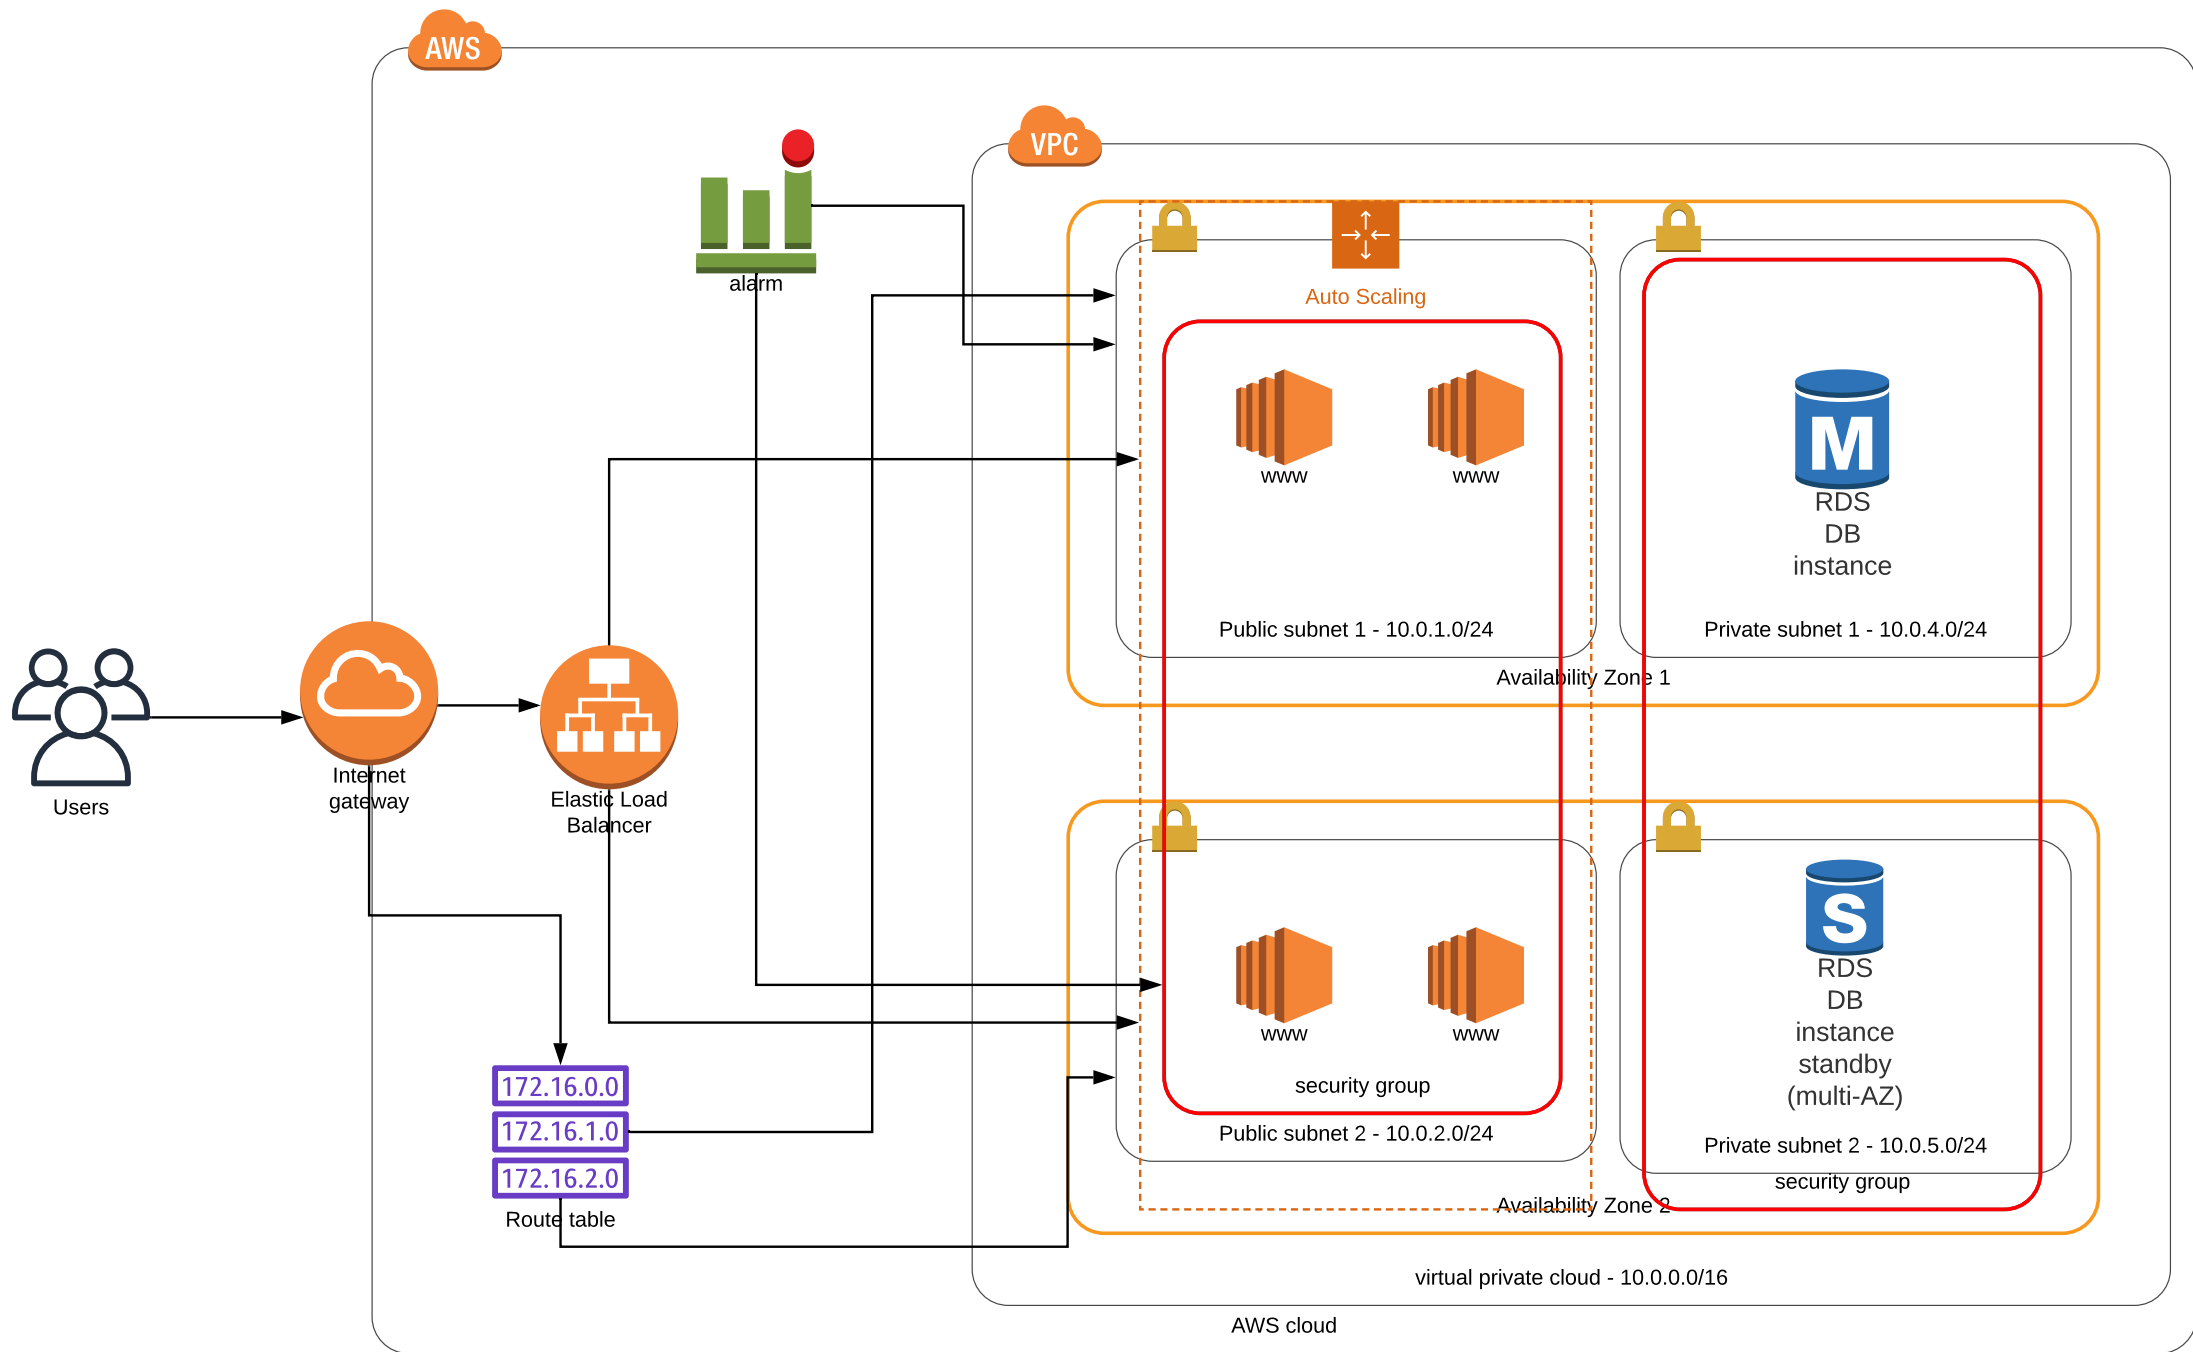 AWS
VPC
alarm
Auto Scaling
www
www
M
RDS
DB
instance
Public subnet 1 - 10.0.1.0/24
Private subnet 1 - 10.0.4.0/24
Availability Zone 1
Users
Internet
gateway
Elastic Load
Balancer
www
www
S
RDS
DB
instance
standby
(multi-AZ)
security group
Public subnet 2 - 10.0.2.0/24
Private subnet 2 - 10.0.5.0/24
security group
Availability Zone 2
172.16.0.0
172.16.1.0
172.16.2.0
Route table
virtual private cloud - 10.0.0.0/16
AWS cloud